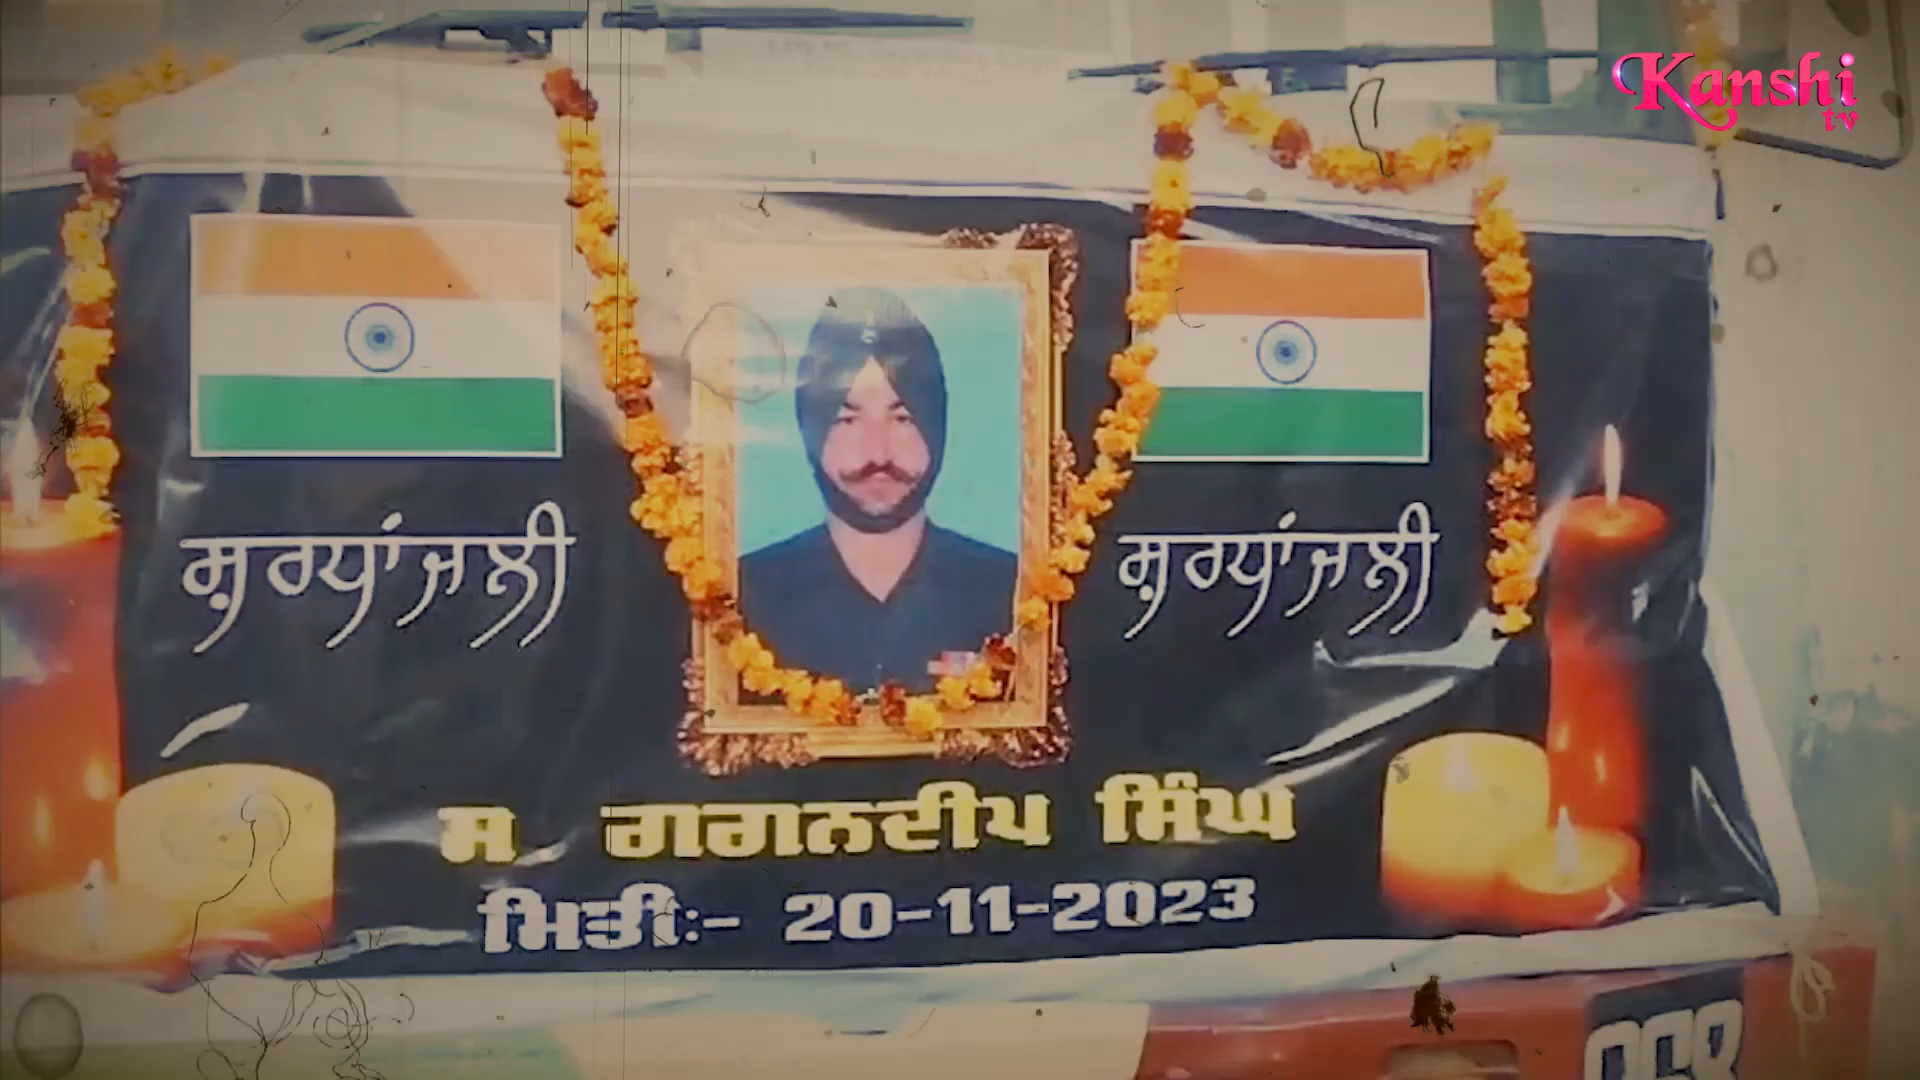 Kanshi
tv
ਸ਼ਰਧਾਂਜਲੀ
ਸ਼ਰਧਾਂਜਲੀ
ਸ. ਗਗਨਦੀਪ ਸਿੰਘ
ਮਿਤੀ:- 20-11-2023